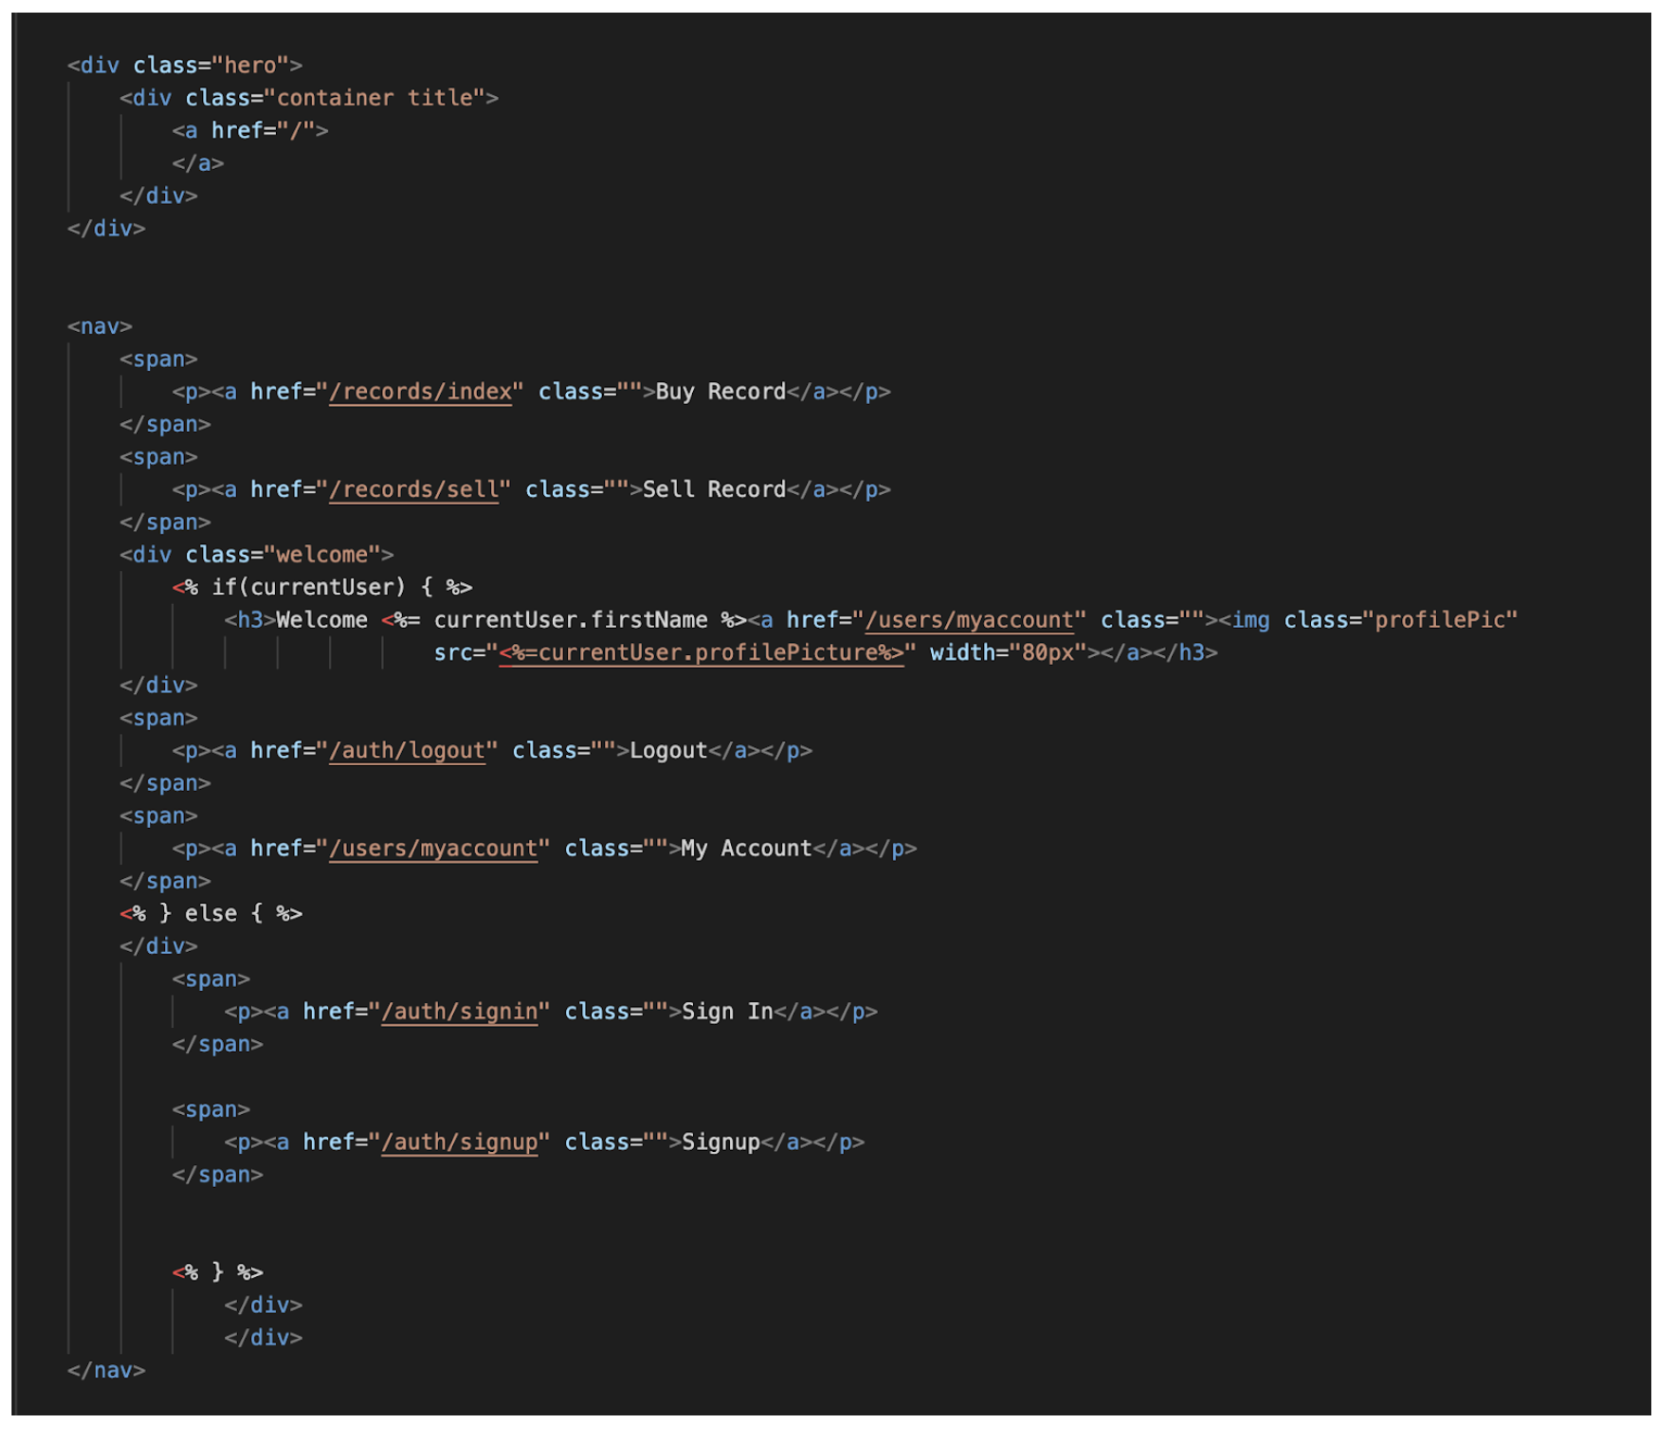 <div class="hero">
    <div class="container title">
        <a href="/">
        </a>
    </div>
</div>
<nav>
    <span>
        <p><a href="/records/index" class="">Buy Record</a></p>
    </span>
    <span>
        <p><a href="/records/sell" class="">Sell Record</a></p>
    </span>
    <div class="welcome">
        <% if(currentUser) { %>
            <h3>Welcome <%= currentUser.firstName %><a href="/users/myaccount" class=""><img class="profilePic"
                            src="<%=currentUser.profilePicture%>" width="80px"></a></h3>
    </div>
    <span>
        <p><a href="/auth/logout" class="">Logout</a></p>
    </span>
    <span>
        <p><a href="/users/myaccount" class="">My Account</a></p>
    </span>
    <% } else { %>
    </div>
        <span>
            <p><a href="/auth/signin" class="">Sign In</a></p>
        </span>
        <span>
            <p><a href="/auth/signup" class="">Signup</a></p>
        </span>
        <% } %>
            </div>
            </div>
</nav>